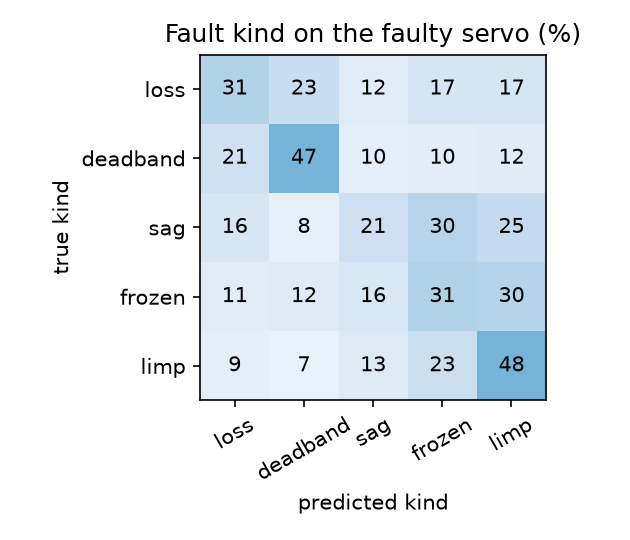 Fault kind on the faulty servo (%)
true kind
loss 31 23 12 17 17
deadband 21 47 10 10 12
sag 16 8 21 30 25
frozen 11 12 16 31 30
limp 9 7 13 23 48
loss deadband sag frozen limp
predicted kind